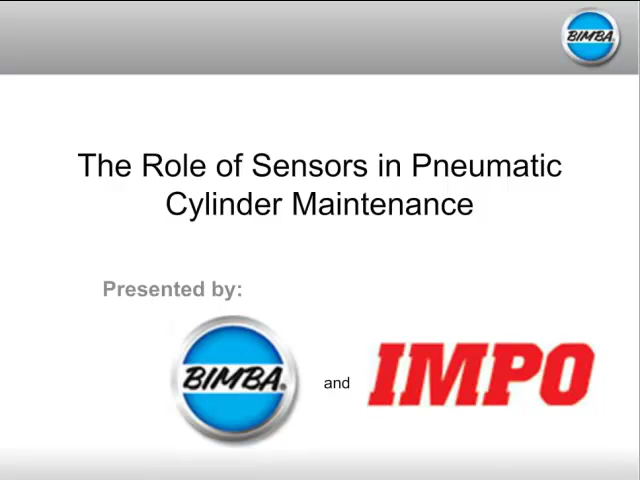 BIMBA
The Role of Sensors in Pneumatic
Cylinder Maintenance
Presented by:
BIMBA®
and
IMPO